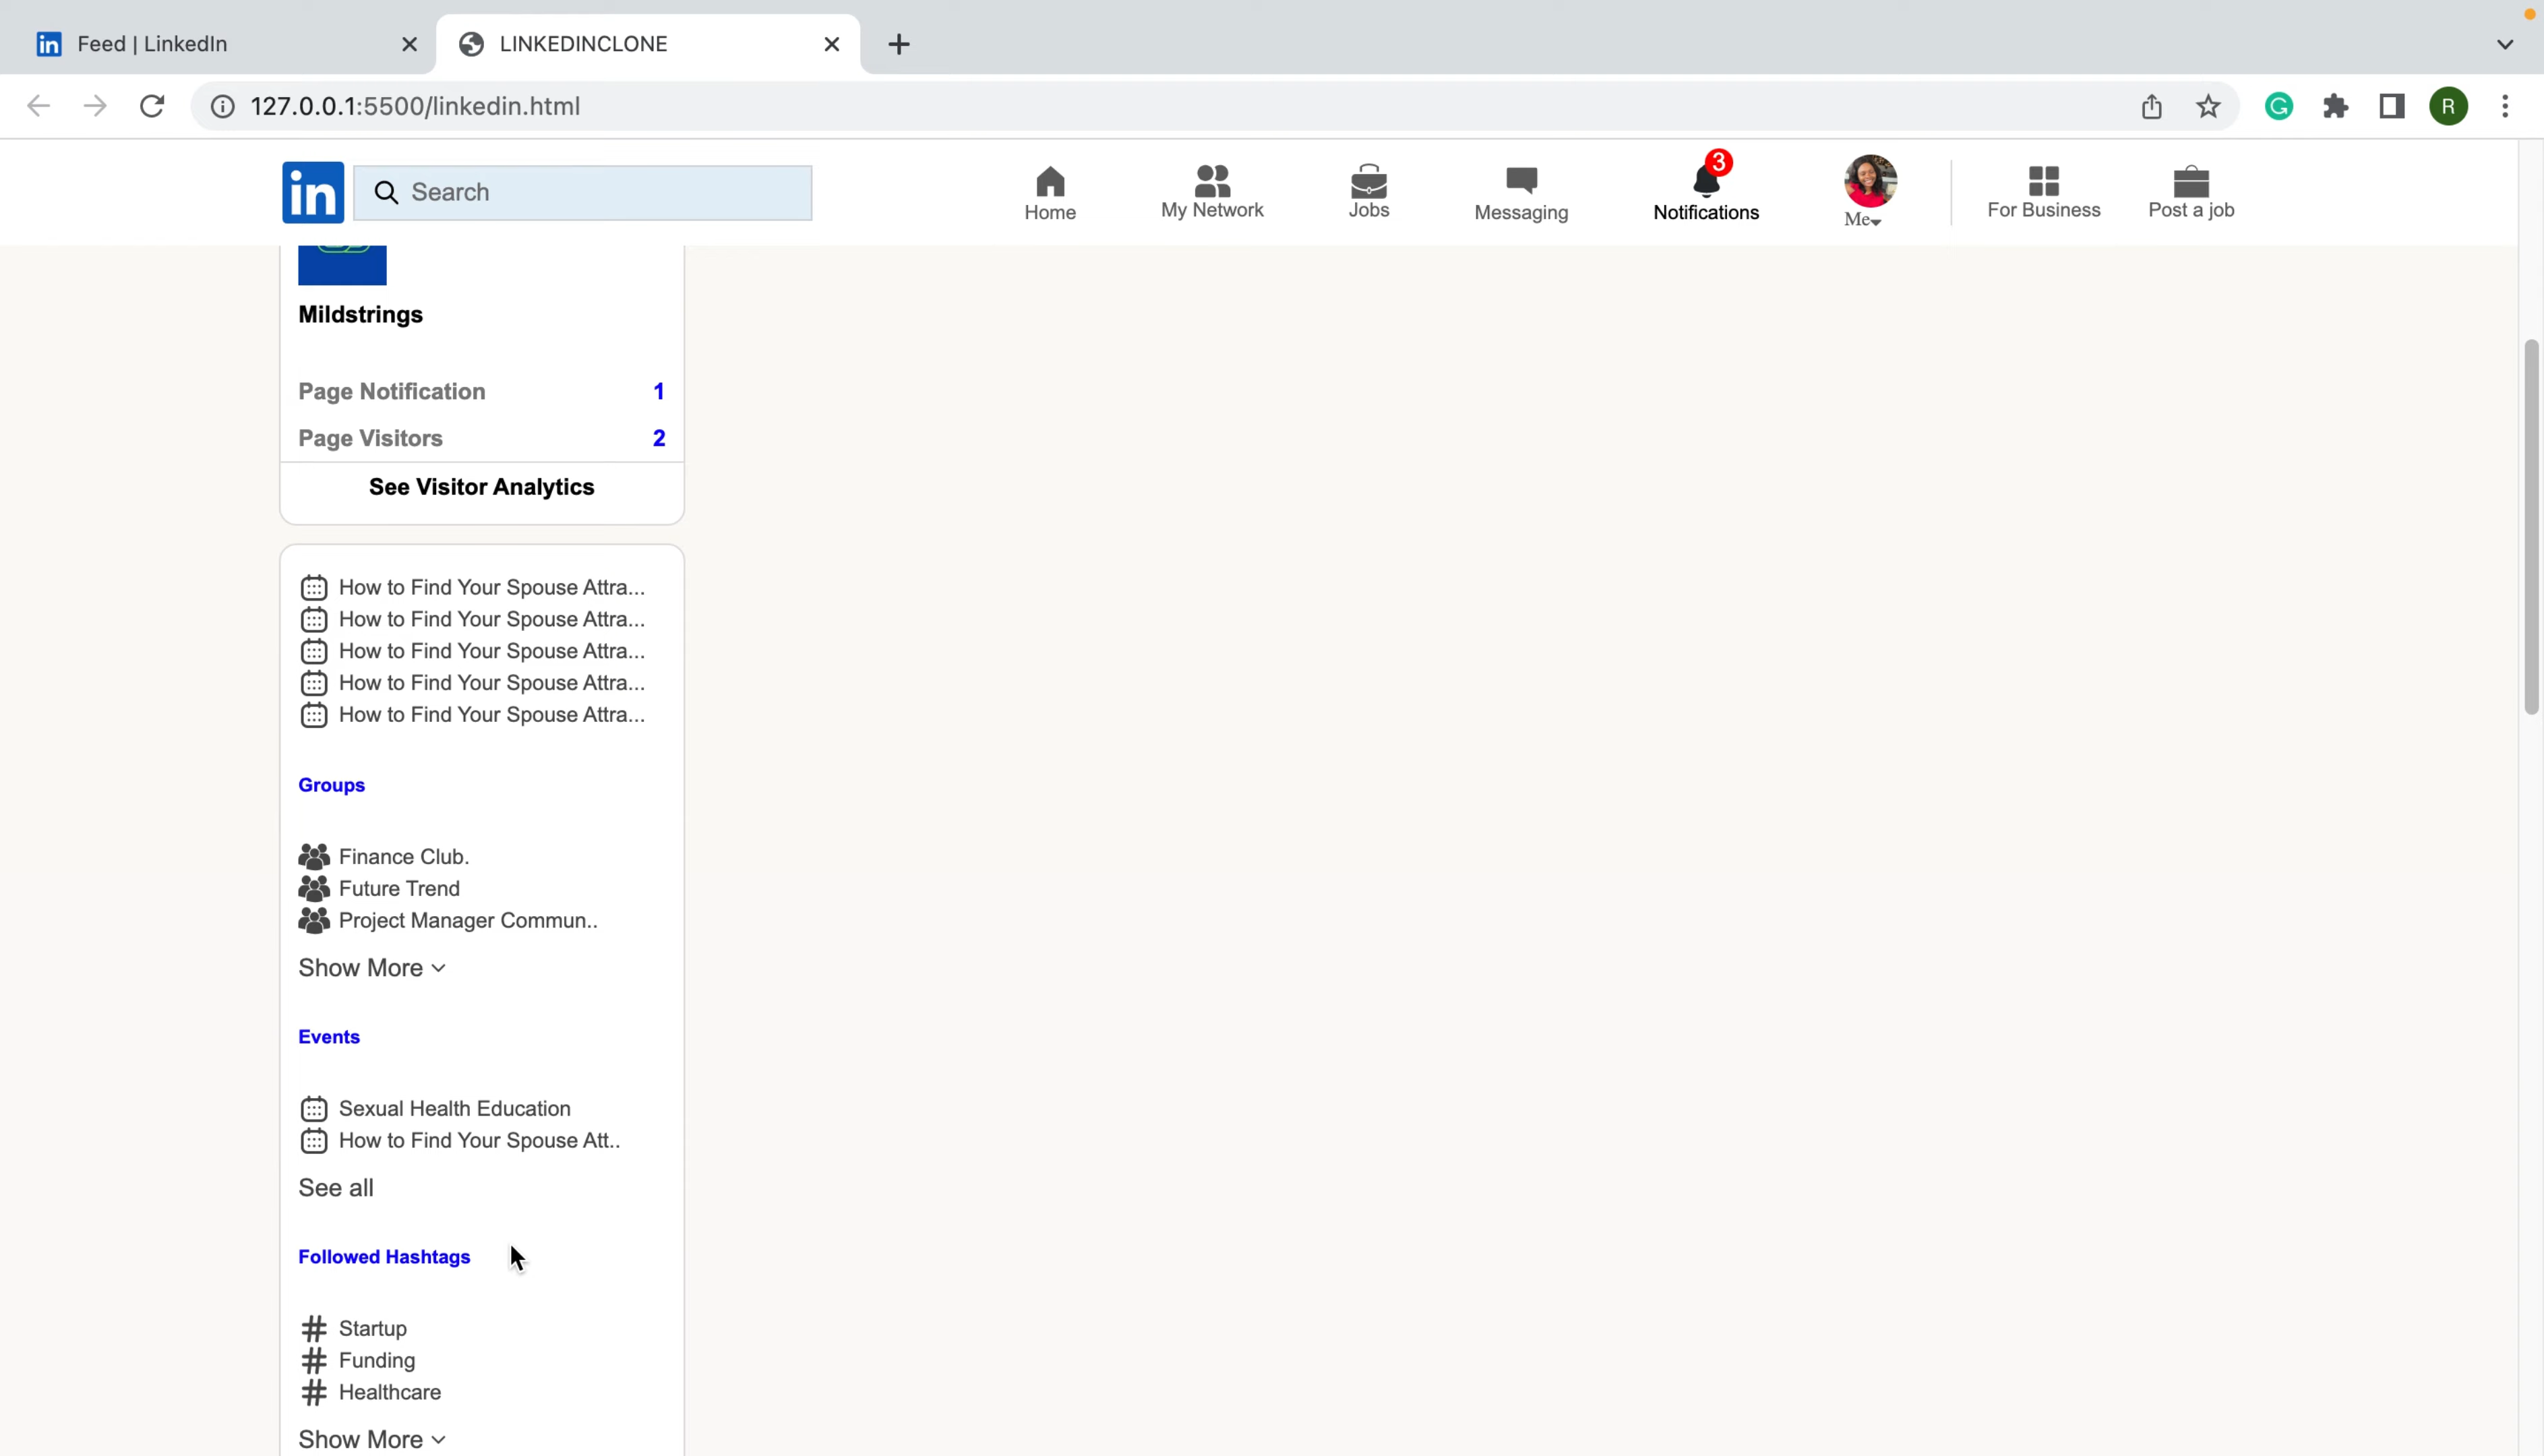 Feed | LinkedIn
LINKEDINCLONE
127.0.0.1:5500/linkedin.html
R
in
Search
Home
My Network
Jobs
Messaging
3
Notifications
Me
For Business
Post a job
Mildstrings
Page Notification 1
Page Visitors 2
See Visitor Analytics
How to Find Your Spouse Attra...
How to Find Your Spouse Attra...
How to Find Your Spouse Attra...
How to Find Your Spouse Attra...
How to Find Your Spouse Attra...
Groups
Finance Club.
Future Trend
Project Manager Commun..
Show More
Events
Sexual Health Education
How to Find Your Spouse Att..
See all
Followed Hashtags
# Startup
# Funding
# Healthcare
Show More